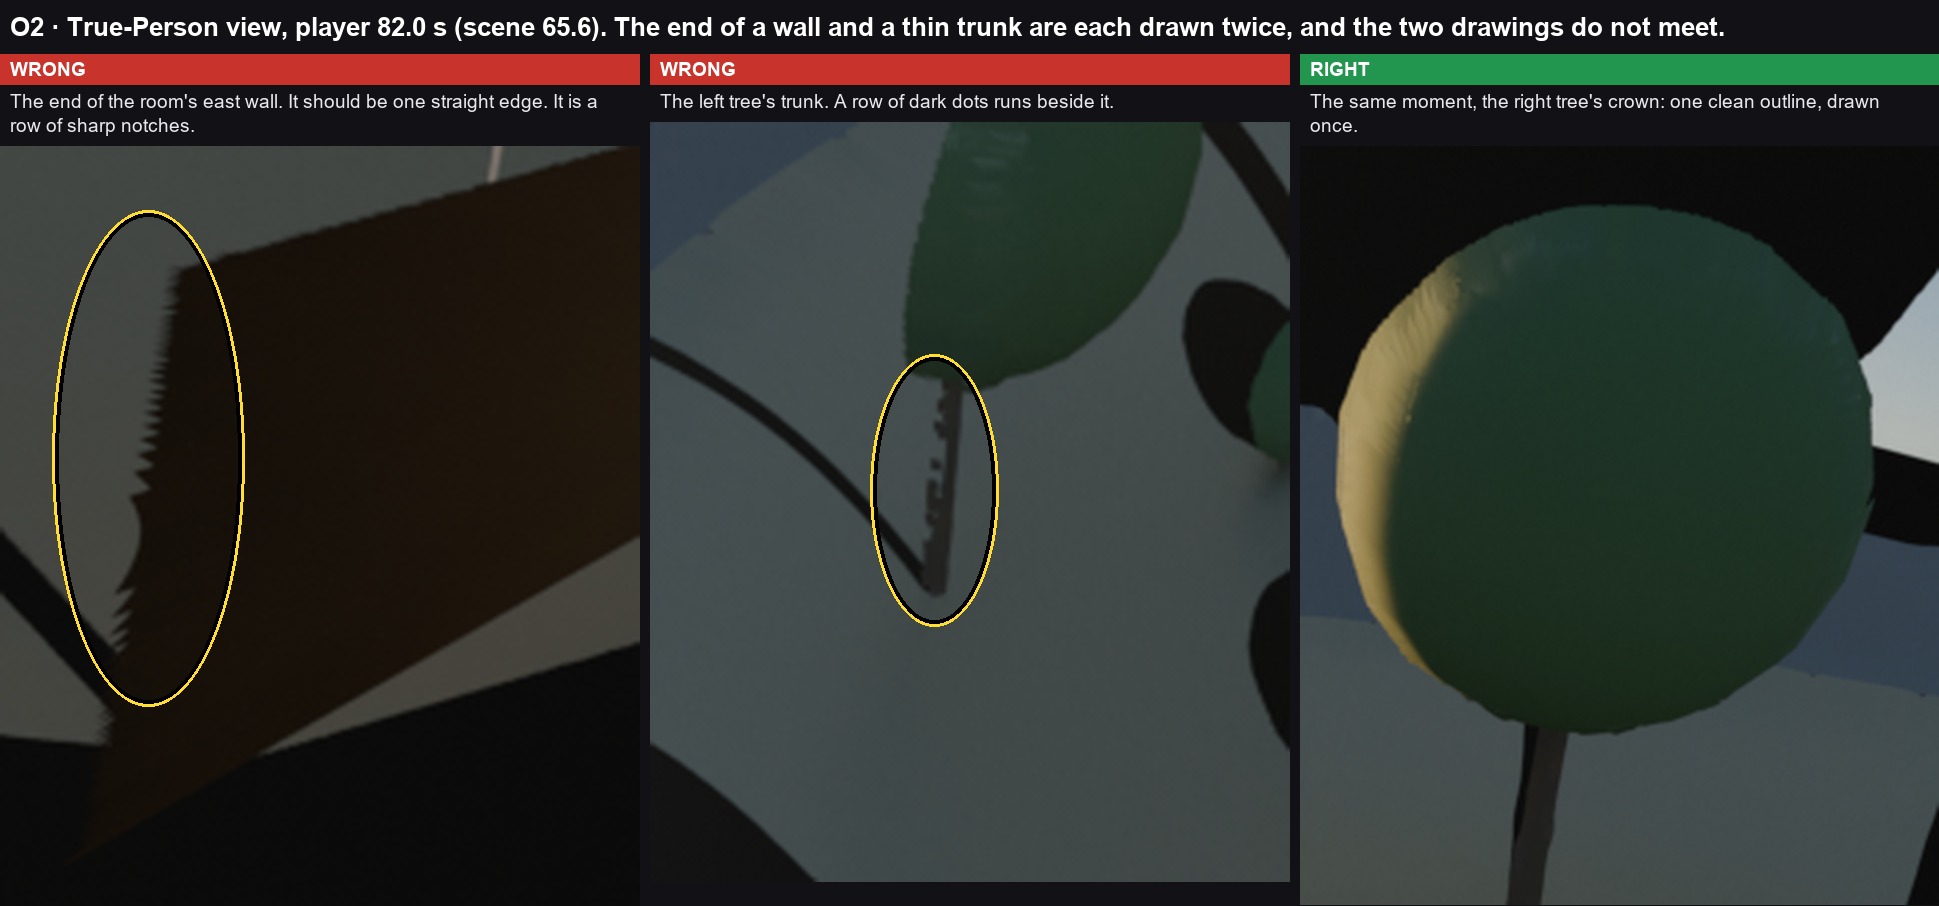 O2 · True-Person view, player 82.0 s (scene 65.6). The end of a wall and a thin trunk are each drawn twice, and the two drawings do not meet.
WRONG
The end of the room's east wall. It should be one straight edge. It is a
row of sharp notches.
WRONG
The left tree's trunk. A row of dark dots runs beside it.
RIGHT
The same moment, the right tree's crown: one clean outline, drawn
once.